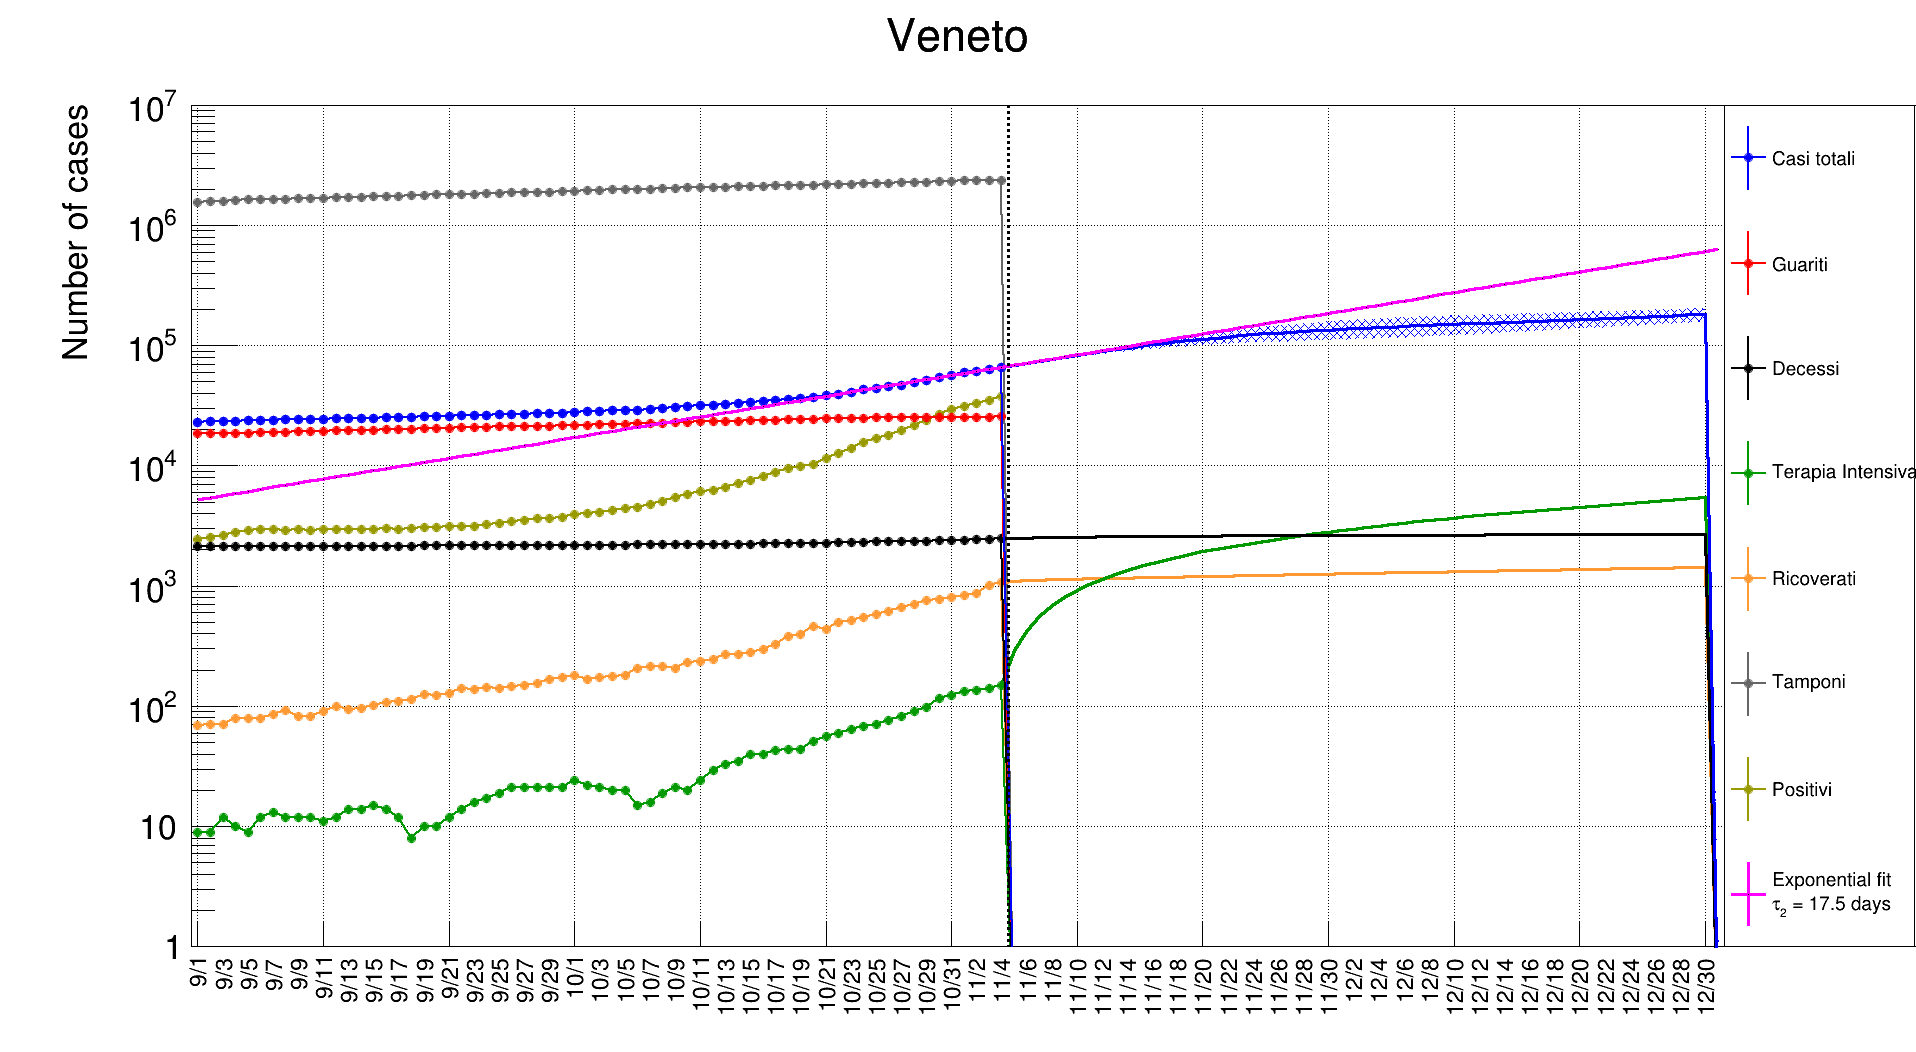 Veneto
Number of cases
10^7
10^6
10^5
10^4
10^3
10^2
10
1
9/1 9/3 9/5 9/7 9/9 9/11 9/13 9/15 9/17 9/19 9/21 9/23 9/25 9/27 9/29 10/1 10/3 10/5 10/7 10/9 10/11 10/13 10/15 10/17 10/19 10/21 10/23 10/25 10/27 10/29 10/31 11/2 11/4 11/6 11/8 11/10 11/12 11/14 11/16 11/18 11/20 11/22 11/24 11/26 11/28 11/30 12/2 12/4 12/6 12/8 12/10 12/12 12/14 12/16 12/18 12/20 12/22 12/24 12/26 12/28 12/30
Casi totali
Guariti
Decessi
Terapia Intensiva
Ricoverati
Tamponi
Positivi
Exponential fit
τ₂ = 17.5 days